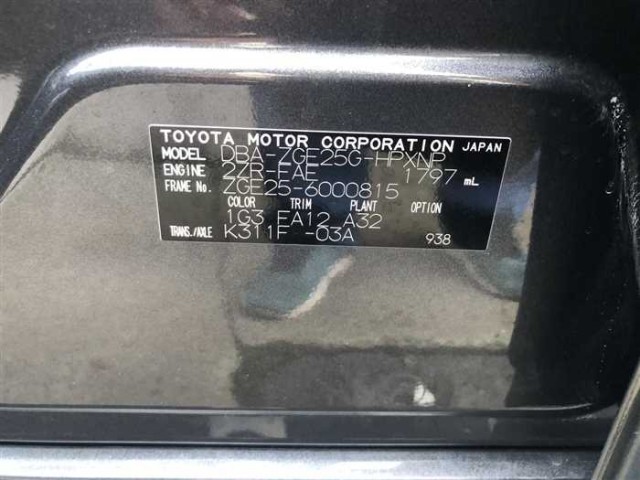 TOYOTA MOTOR CORPORATION JAPAN
MODEL DBA-ZGE25G-HPXNP
ENGINE 2ZR-FAE 1797 mL
FRAME No. ZGE25-6000815
COLOR TRIM PLANT OPTION
1G3 FA12 A32
TRANS./AXLE K311F -03A 938